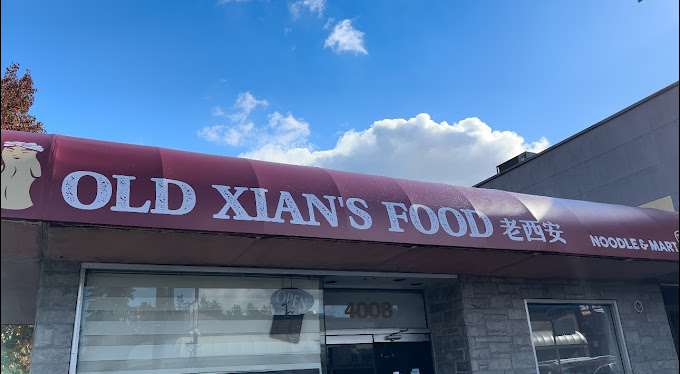 OLD XIAN'S FOOD 老西安
NOODLE & MART
OPEN
4008